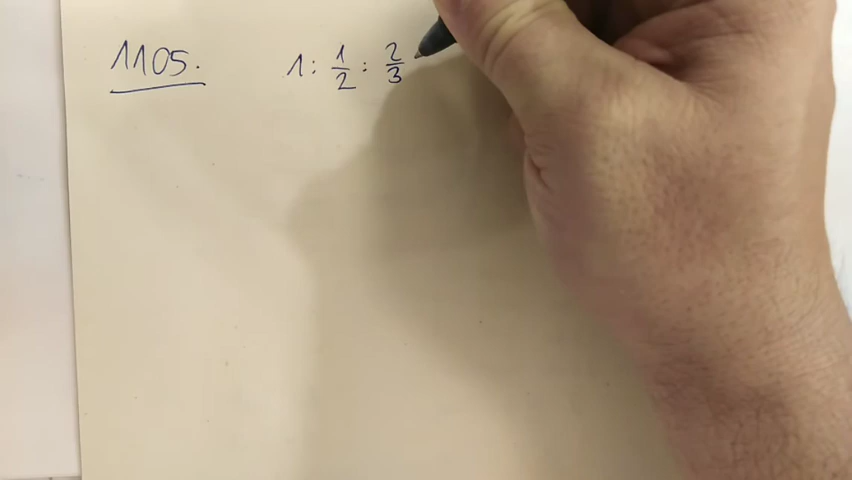 1105. 1 : 1/2 : 2/3